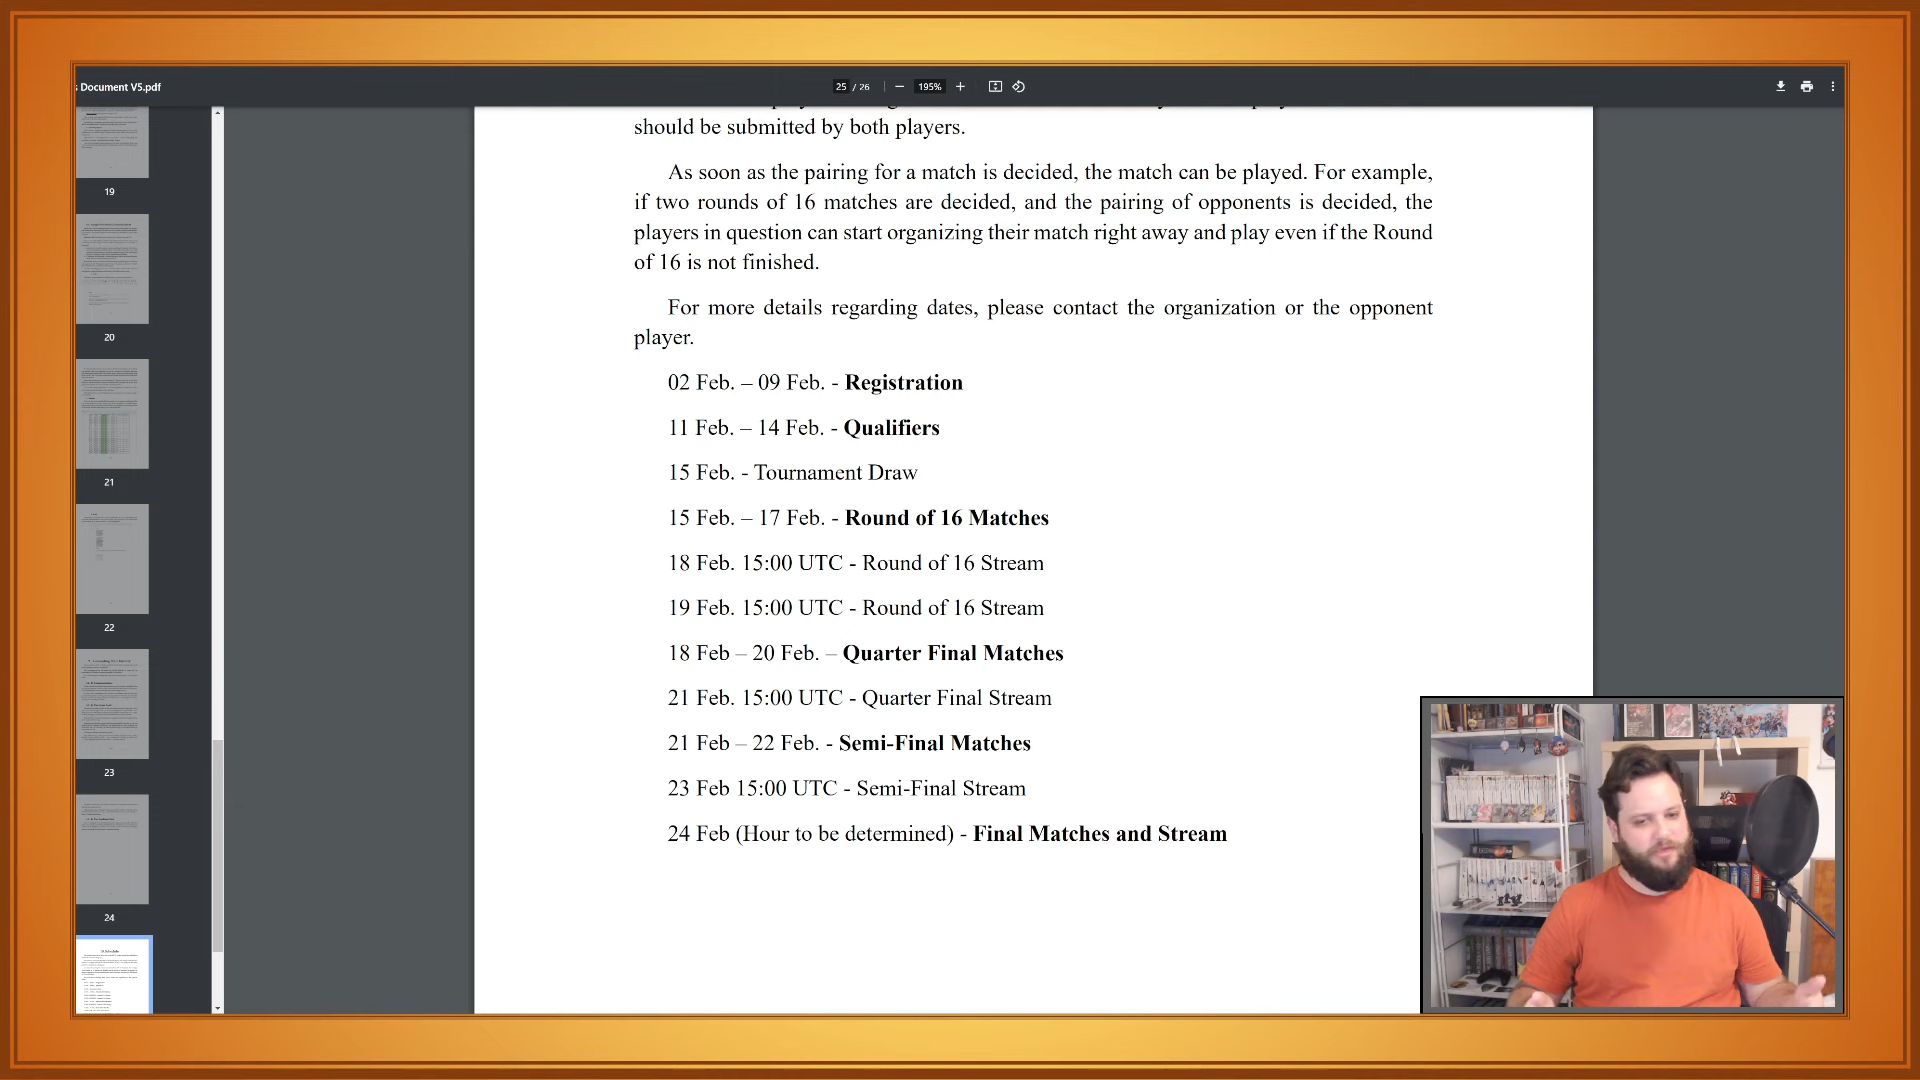 Document V5.pdf
25 / 26
195%
should be submitted by both players.
As soon as the pairing for a match is decided, the match can be played. For example,
if two rounds of 16 matches are decided, and the pairing of opponents is decided, the
players in question can start organizing their match right away and play even if the Round
of 16 is not finished.
For more details regarding dates, please contact the organization or the opponent
player.
02 Feb. – 09 Feb. - Registration
11 Feb. – 14 Feb. - Qualifiers
15 Feb. - Tournament Draw
15 Feb. – 17 Feb. - Round of 16 Matches
18 Feb. 15:00 UTC - Round of 16 Stream
19 Feb. 15:00 UTC - Round of 16 Stream
18 Feb – 20 Feb. – Quarter Final Matches
21 Feb. 15:00 UTC - Quarter Final Stream
21 Feb – 22 Feb. - Semi-Final Matches
23 Feb 15:00 UTC - Semi-Final Stream
24 Feb (Hour to be determined) - Final Matches and Stream
19
20
21
22
23
24